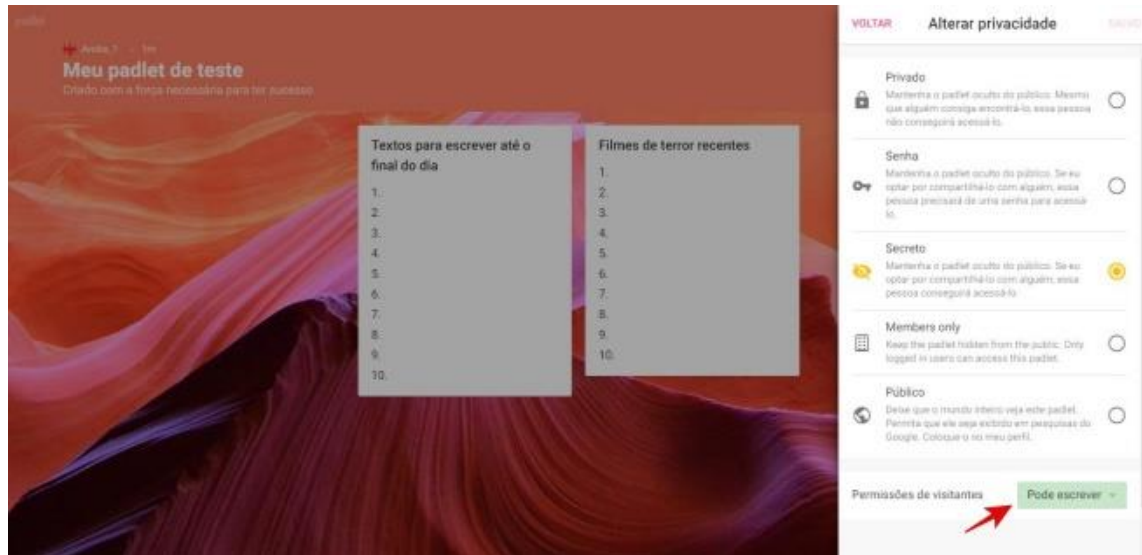 padlet
Meu padlet de teste
Criado com a força necessária para ter sucesso
Textos para escrever até o
final do dia
1.
2.
3.
4.
5.
6.
7.
8.
9.
10.
Filmes de terror recentes
1.
2.
3.
4.
5.
6.
7.
8.
9.
10.
VOLTAR
Alterar privacidade
Privado
Mantenha o padlet oculto do público. Mesmo
que alguém consiga encontrá-lo, essa pessoa
não conseguirá acessá-lo.
Senha
Mantenha o padlet oculto do público. Se eu
optar por compartilhá-lo com alguém, essa
pessoa precisará de uma senha para acessá-
lo.
Secreto
Mantenha o padlet oculto do público. Se eu
optar por compartilhá-lo com alguém, essa
pessoa conseguirá acessá-lo.
Members only
Keep the padlet hidden from the public. Only
logged in users can access this padlet.
Público
Deixe que o mundo inteiro veja este padlet.
Permita que ele seja exibido em pesquisas do
Google. Coloque-o no meu perfil.
Permissões de visitantes
Pode escrever